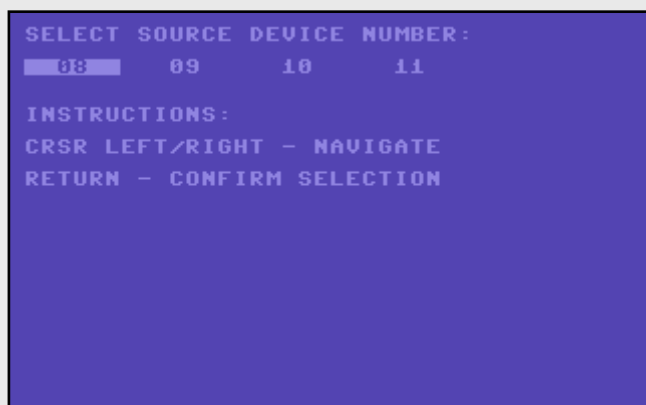 SELECT SOURCE DEVICE NUMBER:
08 09 10 11
INSTRUCTIONS:
CRSR LEFT/RIGHT - NAVIGATE
RETURN - CONFIRM SELECTION